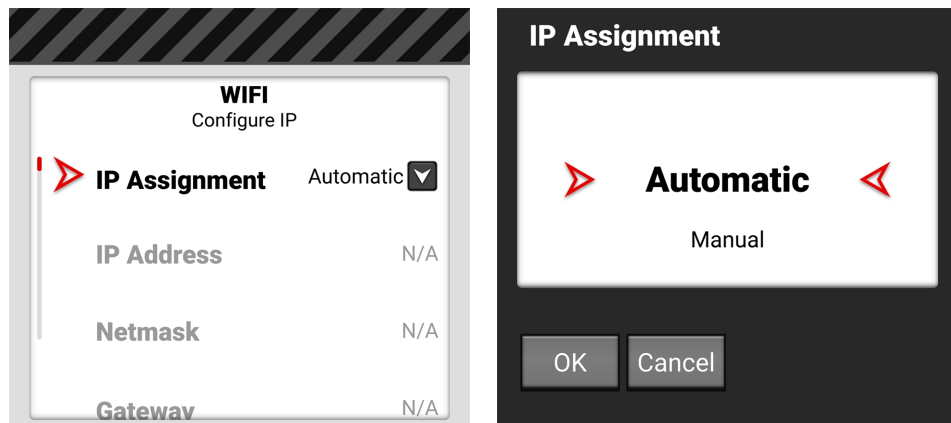 WIFI
Configure IP
IP Assignment Automatic
IP Address N/A
Netmask N/A
Gateway N/A
IP Assignment
Automatic
Manual
OK Cancel